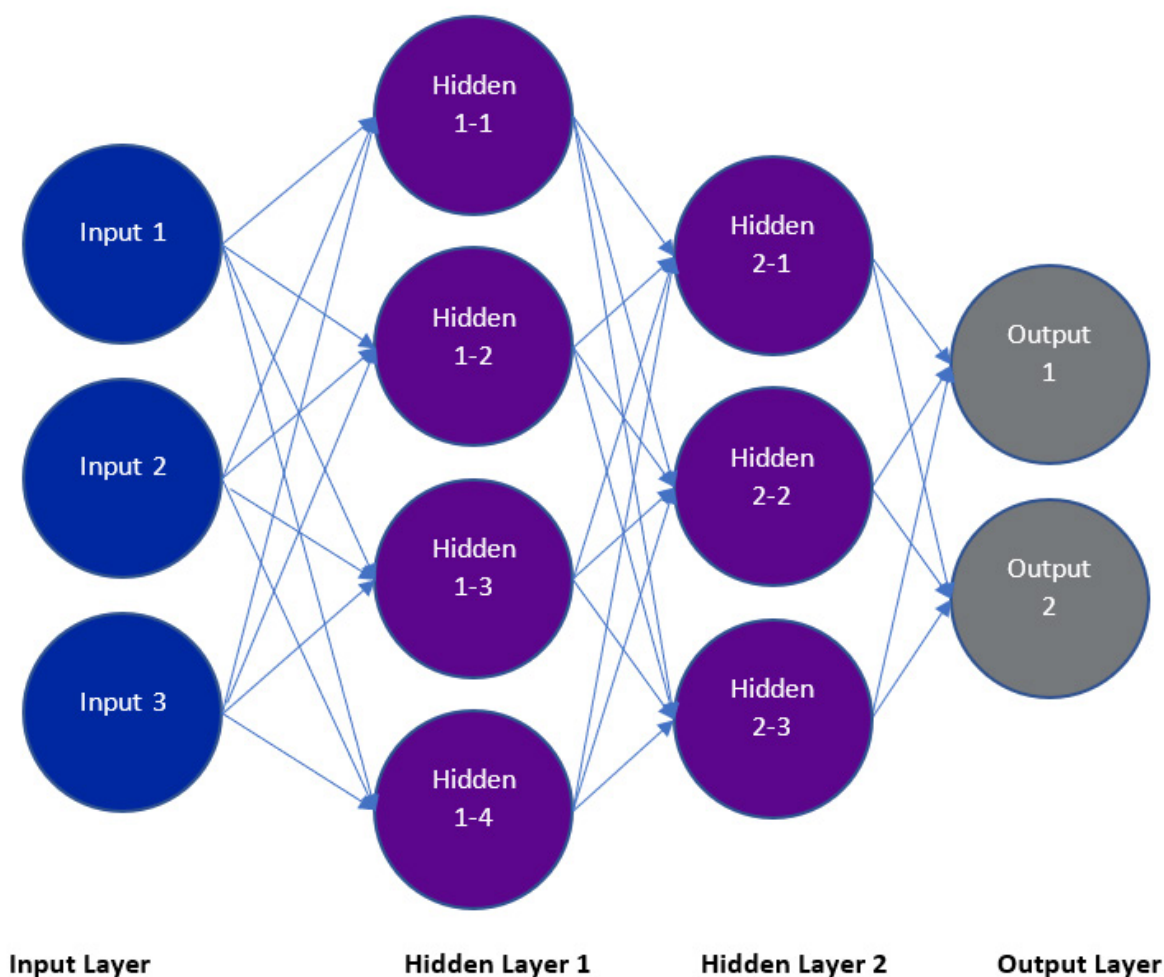 Input 1
Input 2
Input 3
Hidden
1-1
Hidden
1-2
Hidden
1-3
Hidden
1-4
Hidden
2-1
Hidden
2-2
Hidden
2-3
Output
1
Output
2
Input Layer
Hidden Layer 1
Hidden Layer 2
Output Layer